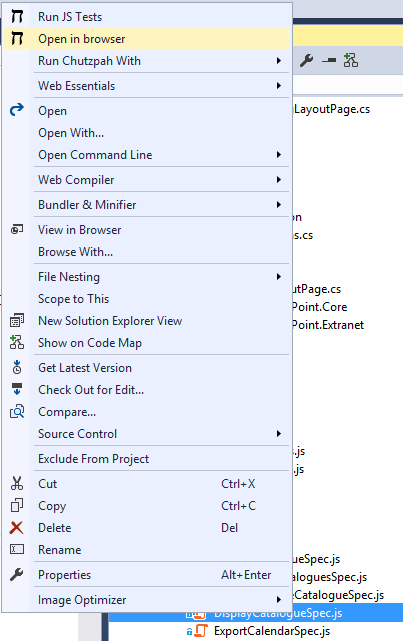 Run JS Tests
Open in browser
Run Chutzpah With
Web Essentials
Open
Open With...
Open Command Line
Web Compiler
Bundler & Minifier
View in Browser
Browse With...
File Nesting
Scope to This
New Solution Explorer View
Show on Code Map
Get Latest Version
Check Out for Edit...
Compare...
Source Control
Exclude From Project
Cut Ctrl+X
Copy Ctrl+C
Delete Del
Rename
Properties Alt+Enter
Image Optimizer
LayoutPage.cs
on
s.cs
utPage.cs
Point.Core
Point.Extranet
.js
.js
ueSpec.js
aloguesSpec.js
eCatalogueSpec.js
DisplayCatalogueSpec.js
ExportCalendarSpec.js